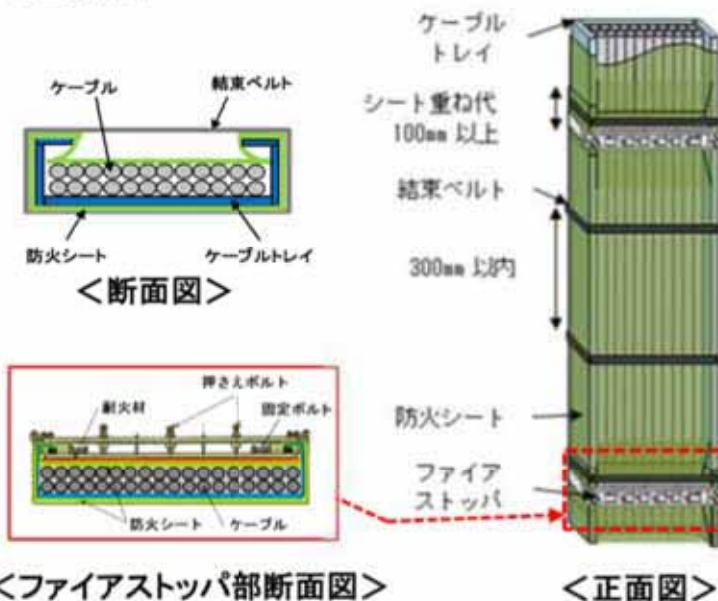 ケーブル
結束ベルト
防火シート
ケーブルトレイ
＜断面図＞
押さえボルト
耐火材
固定ボルト
防火シート
ケーブル
＜ファイアストッパ部断面図＞
ケーブル
トレイ
シート重ね代
100mm 以上
結束ベルト
300mm 以内
防火シート
ファイア
ストッパ
＜正面図＞